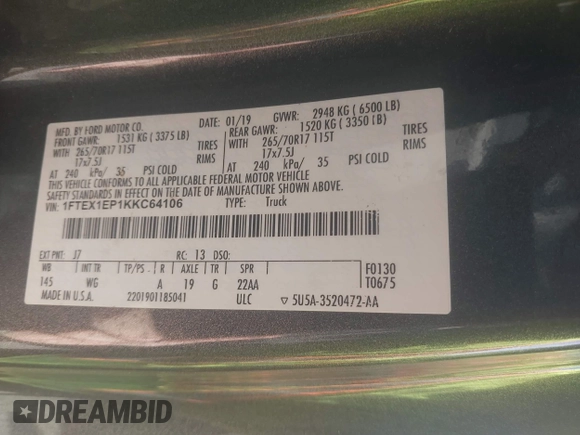 MFD. BY FORD MOTOR CO.
DATE: 01/19 GVWR: 2948 KG (6500 LB)
FRONT GAWR: 1531 KG (3375 LB)
REAR GAWR: 1520 KG (3350 LB)
WITH 265/70R17 115T TIRES
WITH 265/70R17 115T TIRES
17x7.5J RIMS
17x7.5J RIMS
AT 240 kPa/ 35 PSI COLD
AT 240 kPa/ 35 PSI COLD
THIS VEHICLE CONFORMS TO ALL APPLICABLE FEDERAL MOTOR VEHICLE
SAFETY STANDARDS IN EFFECT ON THE DATE OF MANUFACTURE SHOWN ABOVE.
VIN: 1FTEX1EP1KKC64106 TYPE: Truck
EXT PNT: J7 RC: 13 DSO:
WB INT TR TP/PS R AXLE TR SPR
145 WG A 19 G 22AA
F0130
T0675
MADE IN U.S.A. 2201901185041 ULC ▽ 5U5A-3520472-AA
DREAMBID